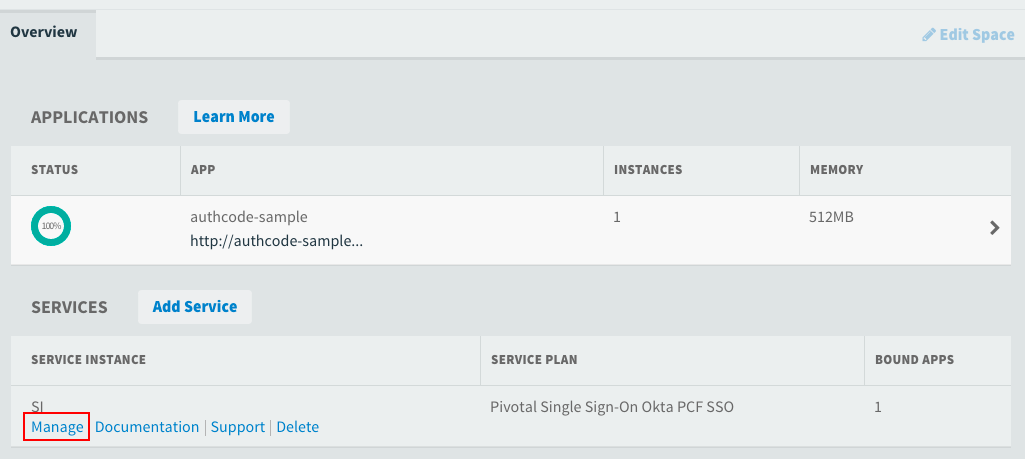 Overview
Edit Space
APPLICATIONS Learn More
STATUS APP INSTANCES MEMORY
100% authcode-sample 1 512MB
http://authcode-sample...
SERVICES Add Service
SERVICE INSTANCE SERVICE PLAN BOUND APPS
SI Pivotal Single Sign-On Okta PCF SSO 1
Manage | Documentation | Support | Delete